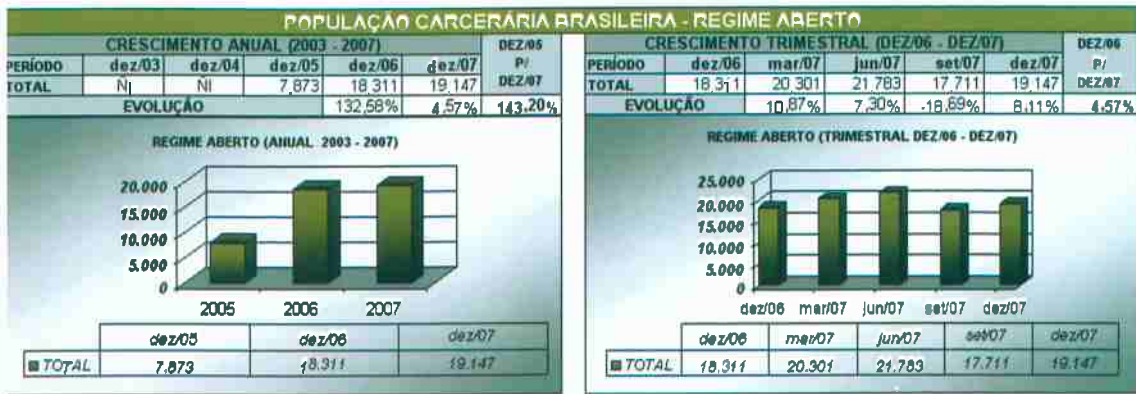 POPULAÇÃO CARCERÁRIA BRASILEIRA - REGIME ABERTO
CRESCIMENTO ANUAL (2003 - 2007) DEZ/05 P/ DEZ/07
PERÍODO dez/03 dez/04 dez/05 dez/06 dez/07
TOTAL ÑI ÑI 7.873 18.311 19.147
EVOLUÇÃO 132,58% 4,57% 143,20%
REGIME ABERTO (ANUAL 2003 - 2007)
20.000
15.000
10.000
5.000
0
2005 2006 2007
dez/05 dez/06 dez/07
TOTAL 7.873 18.311 19.147
CRESCIMENTO TRIMESTRAL (DEZ/06 - DEZ/07) DEZ/06 P/ DEZ/07
PERÍODO dez/06 mar/07 jun/07 set/07 dez/07
TOTAL 18.311 20.301 21.783 17.711 19.147
EVOLUÇÃO 10,87% 7,30% -18,69% 8,11% 4,57%
REGIME ABERTO (TRIMESTRAL DEZ/06 - DEZ/07)
25.000
20.000
15.000
10.000
5.000
0
dez/06 mar/07 jun/07 set/07 dez/07
dez/06 mar/07 jun/07 set/07 dez/07
TOTAL 18.311 20.301 21.783 17.711 19.147